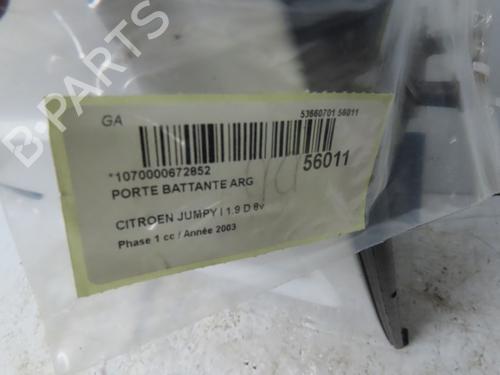 GA
53660701 56011
*1070000672852
56011
PORTE BATTANTE ARG
CITROEN JUMPY I 1.9 D 8v
Phase 1 cc / Année 2003
B-PARTS